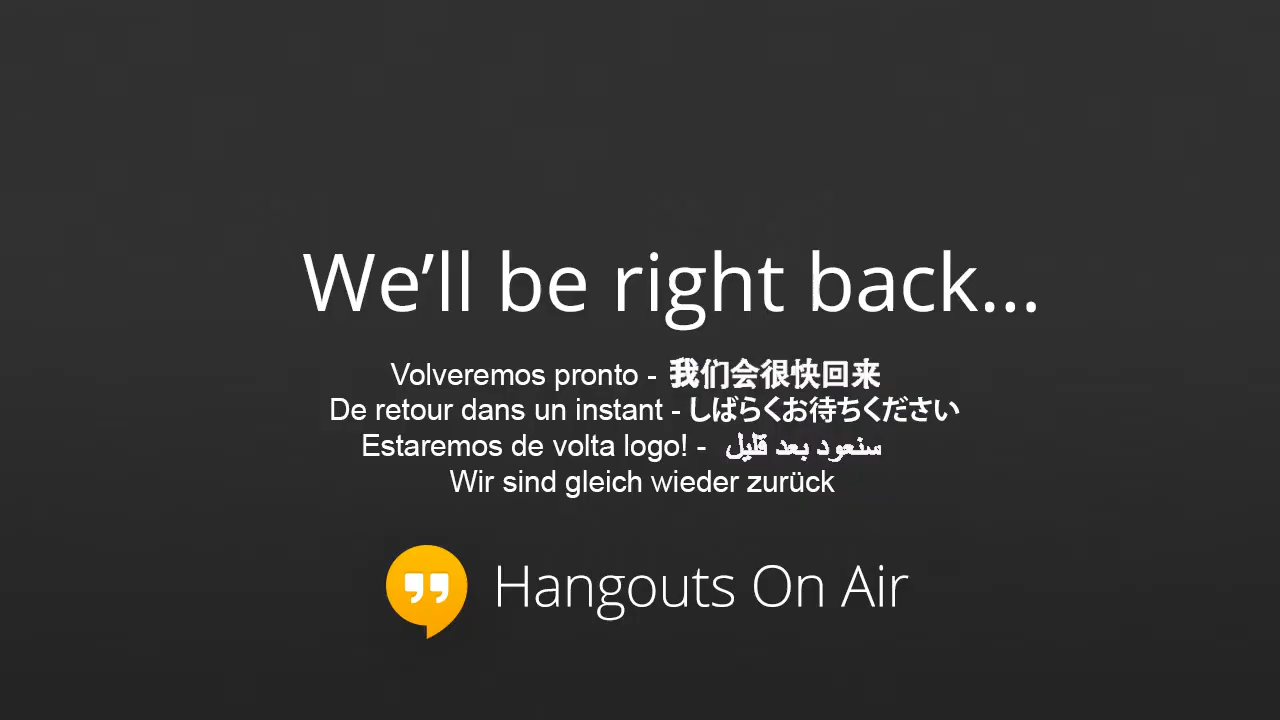 We’ll be right back...
Volveremos pronto - 我们会很快回来
De retour dans un instant - しばらくお待ちください
Estaremos de volta logo! - سنعود بعد قليل
Wir sind gleich wieder zurück
Hangouts On Air